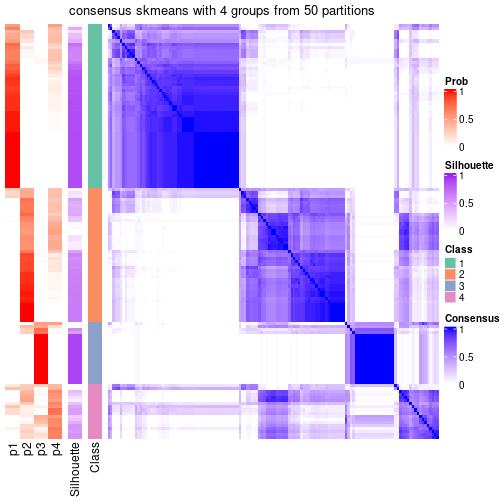 consensus skmeans with 4 groups from 50 partitions
Prob
1
0.5
0
Silhouette
1
0.5
0
Class
1
2
3
4
Consensus
1
0.5
0
p1
p2
p3
p4
Silhouette
Class